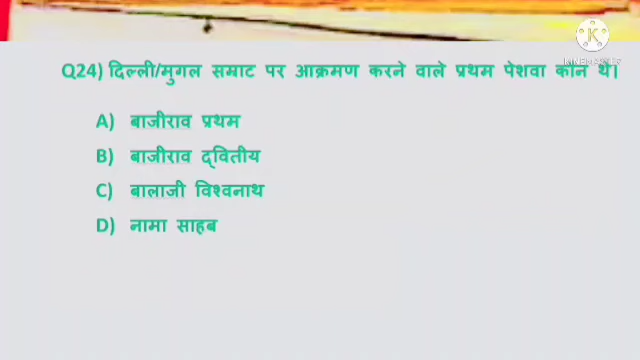 Q24) दिल्ली/मुगल सम्राट पर आक्रमण करने वाले प्रथम पेशवा कौन थे।
A) बाजीराव प्रथम
B) बाजीराव द्वितीय
C) बालाजी विश्वनाथ
D) नामा साहब